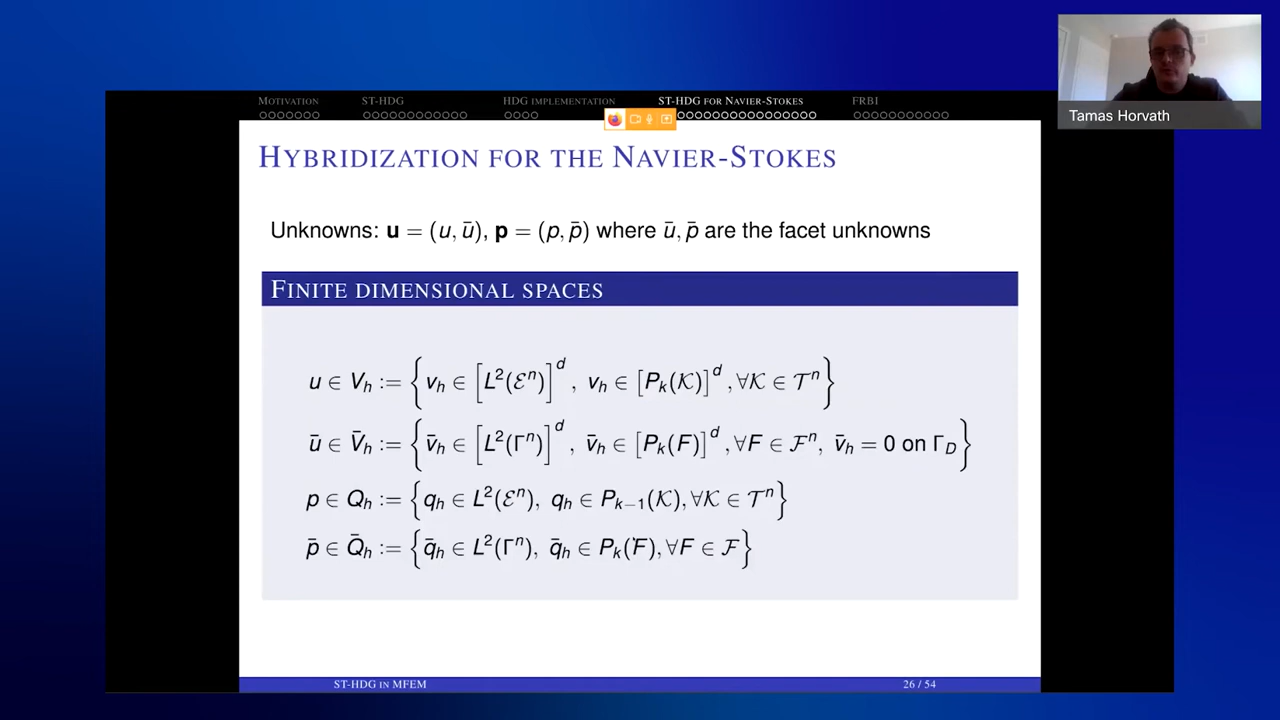 Tamas Horvath
MOTIVATION ST-HDG HDG IMPLEMENTATION ST-HDG FOR NAVIER-STOKES FRBI
HYBRIDIZATION FOR THE NAVIER-STOKES
Unknowns: u = (u, ū), p = (p, p̄) where ū, p̄ are the facet unknowns
FINITE DIMENSIONAL SPACES
u ∈ V_h := { v_h ∈ [L²(ℰⁿ)]^d, v_h ∈ [P_k(𝒦)]^d, ∀𝒦 ∈ 𝒯ⁿ }
ū ∈ V̄_h := { v̄_h ∈ [L²(Γⁿ)]^d, v̄_h ∈ [P_k(F)]^d, ∀F ∈ ℱⁿ, v̄_h = 0 on Γ_D }
p ∈ Q_h := { q_h ∈ L²(ℰⁿ), q_h ∈ P_{k−1}(𝒦), ∀𝒦 ∈ 𝒯ⁿ }
p̄ ∈ Q̄_h := { q̄_h ∈ L²(Γⁿ), q̄_h ∈ P_k(F), ∀F ∈ ℱ }
ST-HDG IN MFEM 26 / 54